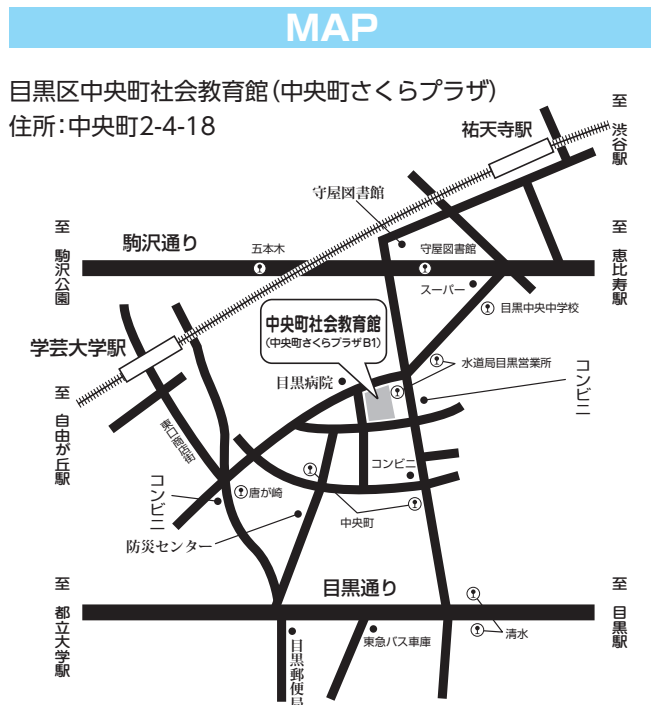 MAP
目黒区中央町社会教育館(中央町さくらプラザ)
住所:中央町2-4-18
至 渋谷駅
祐天寺駅
守屋図書館
至 駒沢公園
駒沢通り
五本木
守屋図書館
至 恵比寿駅
スーパー
目黒中央中学校
中央町社会教育館
(中央町さくらプラザB1)
学芸大学駅
水道局目黒営業所
コンビニ
目黒病院
至 自由が丘駅
東口商店街
コンビニ
唐が崎
コンビニ
中央町
防災センター
至 都立大学駅
目黒通り
至 目黒駅
清水
東急バス車庫
目黒郵便局